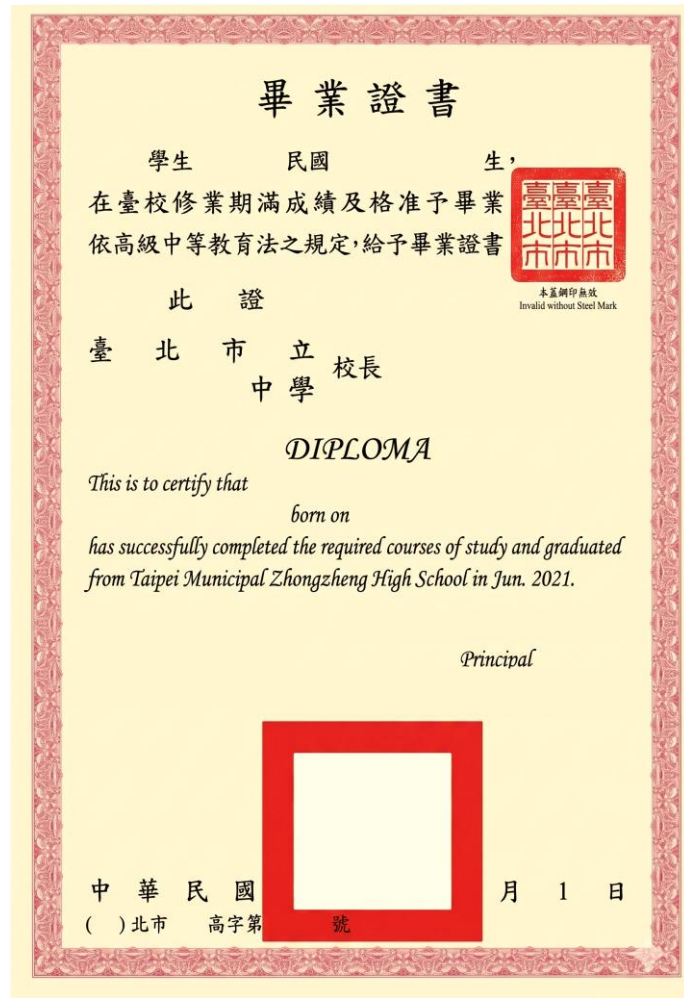 畢業證書
學生 民國 生，
在臺校修業期滿成績及格准予畢業
依高級中等教育法之規定，給予畢業證書
臺臺臺
北北北
市市市
本蓋鋼印無效
Invalid without Steel Mark
此證
臺北市立
中學 校長
DIPLOMA
This is to certify that
born on
has successfully completed the required courses of study and graduated
from Taipei Municipal Zhongzheng High School in Jun. 2021.
Principal
中華民國 月 1 日
( )北市 高字第 號